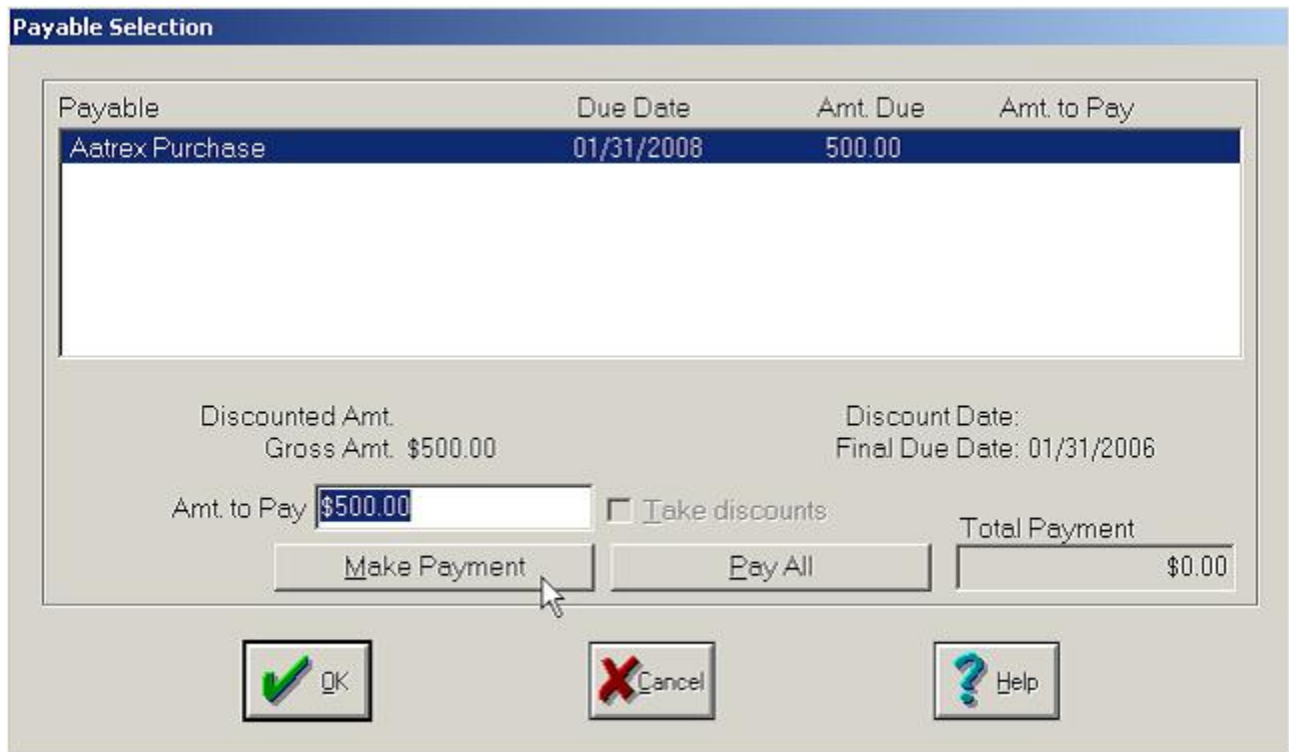 Payable Selection
Payable Due Date Amt. Due Amt. to Pay
Aatrex Purchase 01/31/2008 500.00
Discounted Amt. Discount Date:
Gross Amt. $500.00 Final Due Date: 01/31/2006
Amt. to Pay $500.00 Take discounts
Total Payment
Make Payment Pay All $0.00
OK Cancel Help